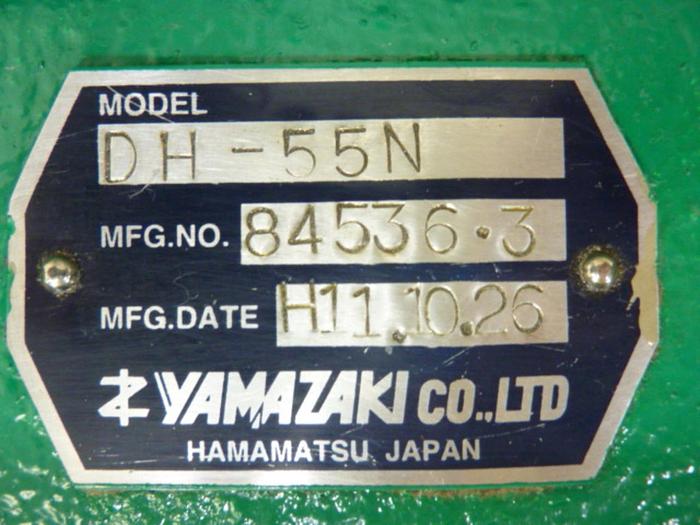 MODEL
DH-55N
MFG.NO. 84536·3
MFG.DATE H11.10.26
YAMAZAKI CO.,LTD
HAMAMATSU JAPAN